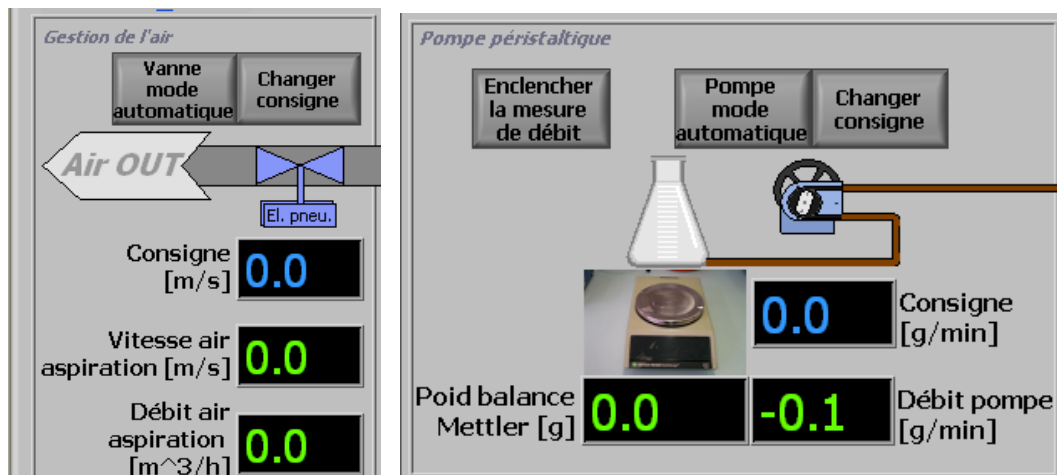 Gestion de l'air
Vanne
mode
automatique
Changer
consigne
Air OUT
El. pneu.
Consigne
[m/s]
0.0
Vitesse air
aspiration [m/s]
0.0
Débit air
aspiration
[m^3/h]
0.0
Pompe péristaltique
Enclencher
la mesure
de débit
Pompe
mode
automatique
Changer
consigne
0.0
Consigne
[g/min]
Poid balance
Mettler [g]
0.0
-0.1
Débit pompe
[g/min]